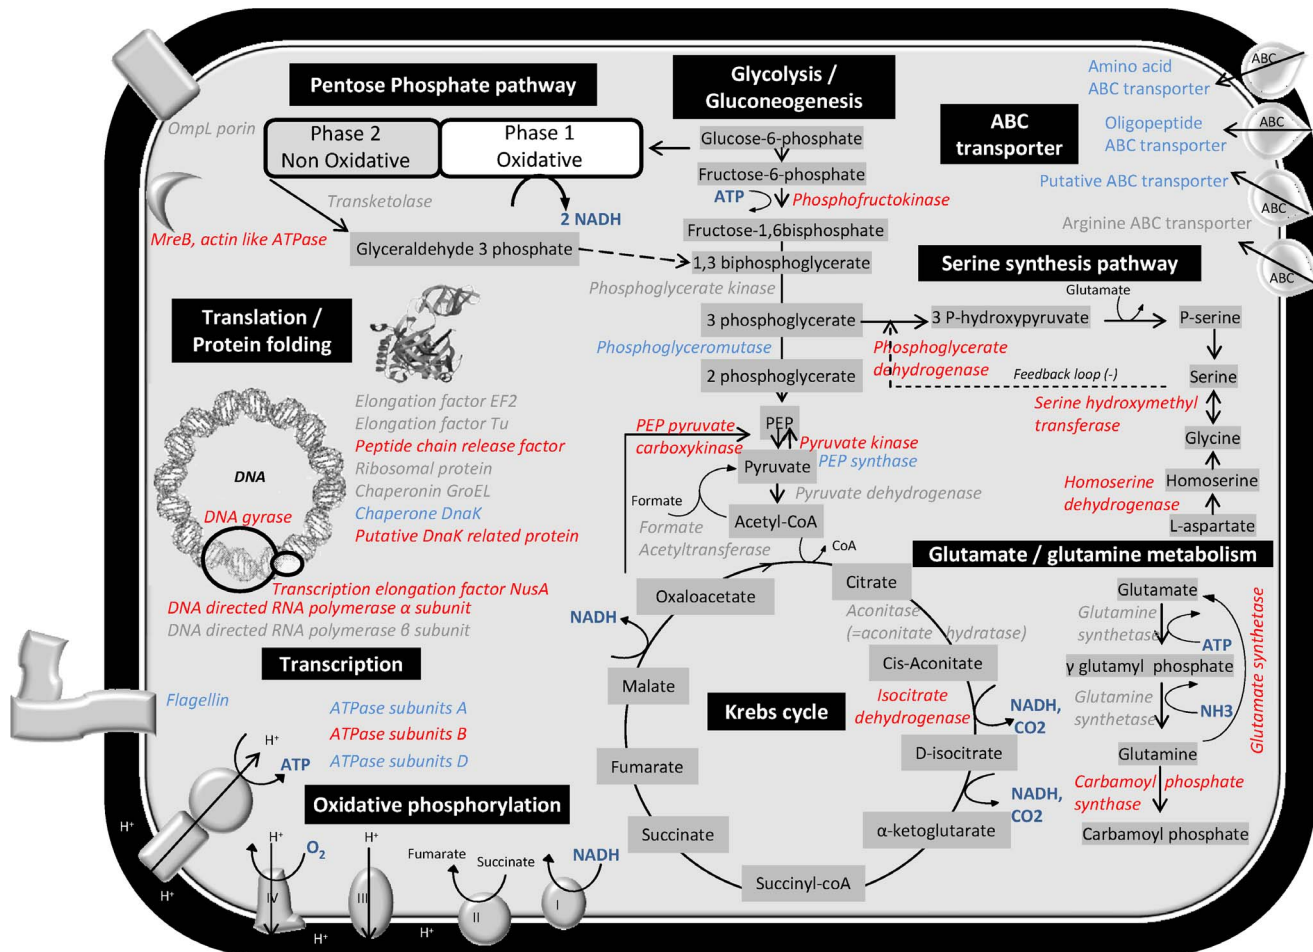 Pentose Phosphate pathway
Glycolysis /
Gluconeogenesis
Amino acid
ABC transporter
ABC
OmpL porin
Phase 2
Non Oxidative
Phase 1
Oxidative
Glucose-6-phosphate
Fructose-6-phosphate
ABC
transporter
Oligopeptide
ABC transporter
ABC
Transketolase
2 NADH
ATP
Phosphofructokinase
Putative ABC transporter
ABC
MreB, actin like ATPase
Glyceraldehyde 3 phosphate
Fructose-1,6bisphosphate
1,3 biphosphoglycerate
Arginine ABC transporter
ABC
Phosphoglycerate kinase
Serine synthesis pathway
Glutamate
Translation /
Protein folding
3 phosphoglycerate
3 P-hydroxypyruvate
P-serine
Phosphoglyceromutase
Phosphoglycerate
dehydrogenase
2 phosphoglycerate
Feedback loop (-)
Serine
Elongation factor EF2
Elongation factor Tu
Peptide chain release factor
Ribosomal protein
Chaperonin GroEL
Chaperone DnaK
Putative DnaK related protein
DNA
DNA gyrase
PEP pyruvate
carboxykinase
PEP
Pyruvate kinase
PEP synthase
Serine hydroxymethyl
transferase
Glycine
Pyruvate
Pyruvate dehydrogenase
Homoserine
dehydrogenase
Homoserine
Formate
Formate
Acetyltransferase
Acetyl-CoA
L-aspartate
CoA
Transcription elongation factor NusA
DNA directed RNA polymerase α subunit
DNA directed RNA polymerase β subunit
Transcription
Glutamate / glutamine metabolism
Oxaloacetate
Citrate
Aconitase
(=aconitate hydratase)
Glutamate
Glutamine
synthetase
ATP
γ glutamyl phosphate
Glutamine
synthetase
NH3
Glutamine
Glutamate synthetase
Carbamoyl phosphate
synthase
Carbamoyl phosphate
NADH
Malate
Krebs cycle
Cis-Aconitate
Isocitrate
dehydrogenase
NADH,
CO2
D-isocitrate
Fumarate
NADH,
CO2
α-ketoglutarate
Succinate
Succinyl-coA
Flagellin
ATPase subunits A
ATPase subunits B
ATPase subunits D
H⁺
ATP
Oxidative phosphorylation
H⁺
H⁺
O₂
H⁺
Fumarate
Succinate
NADH
H⁺
IV
III
II
I
H⁺
H⁺